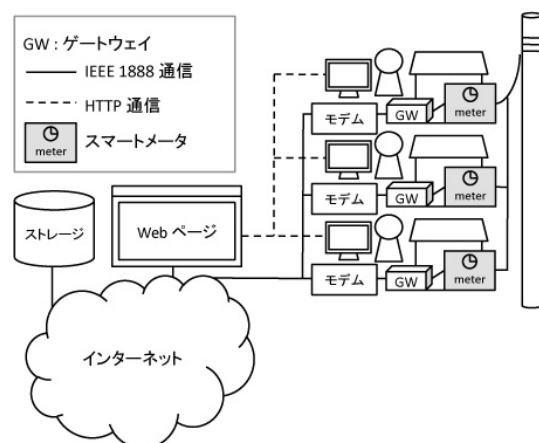 GW : ゲートウェイ
IEEE 1888 通信
HTTP 通信
meter スマートメータ
モデム GW meter
モデム GW meter
ストレージ Web ページ
モデム GW meter
インターネット